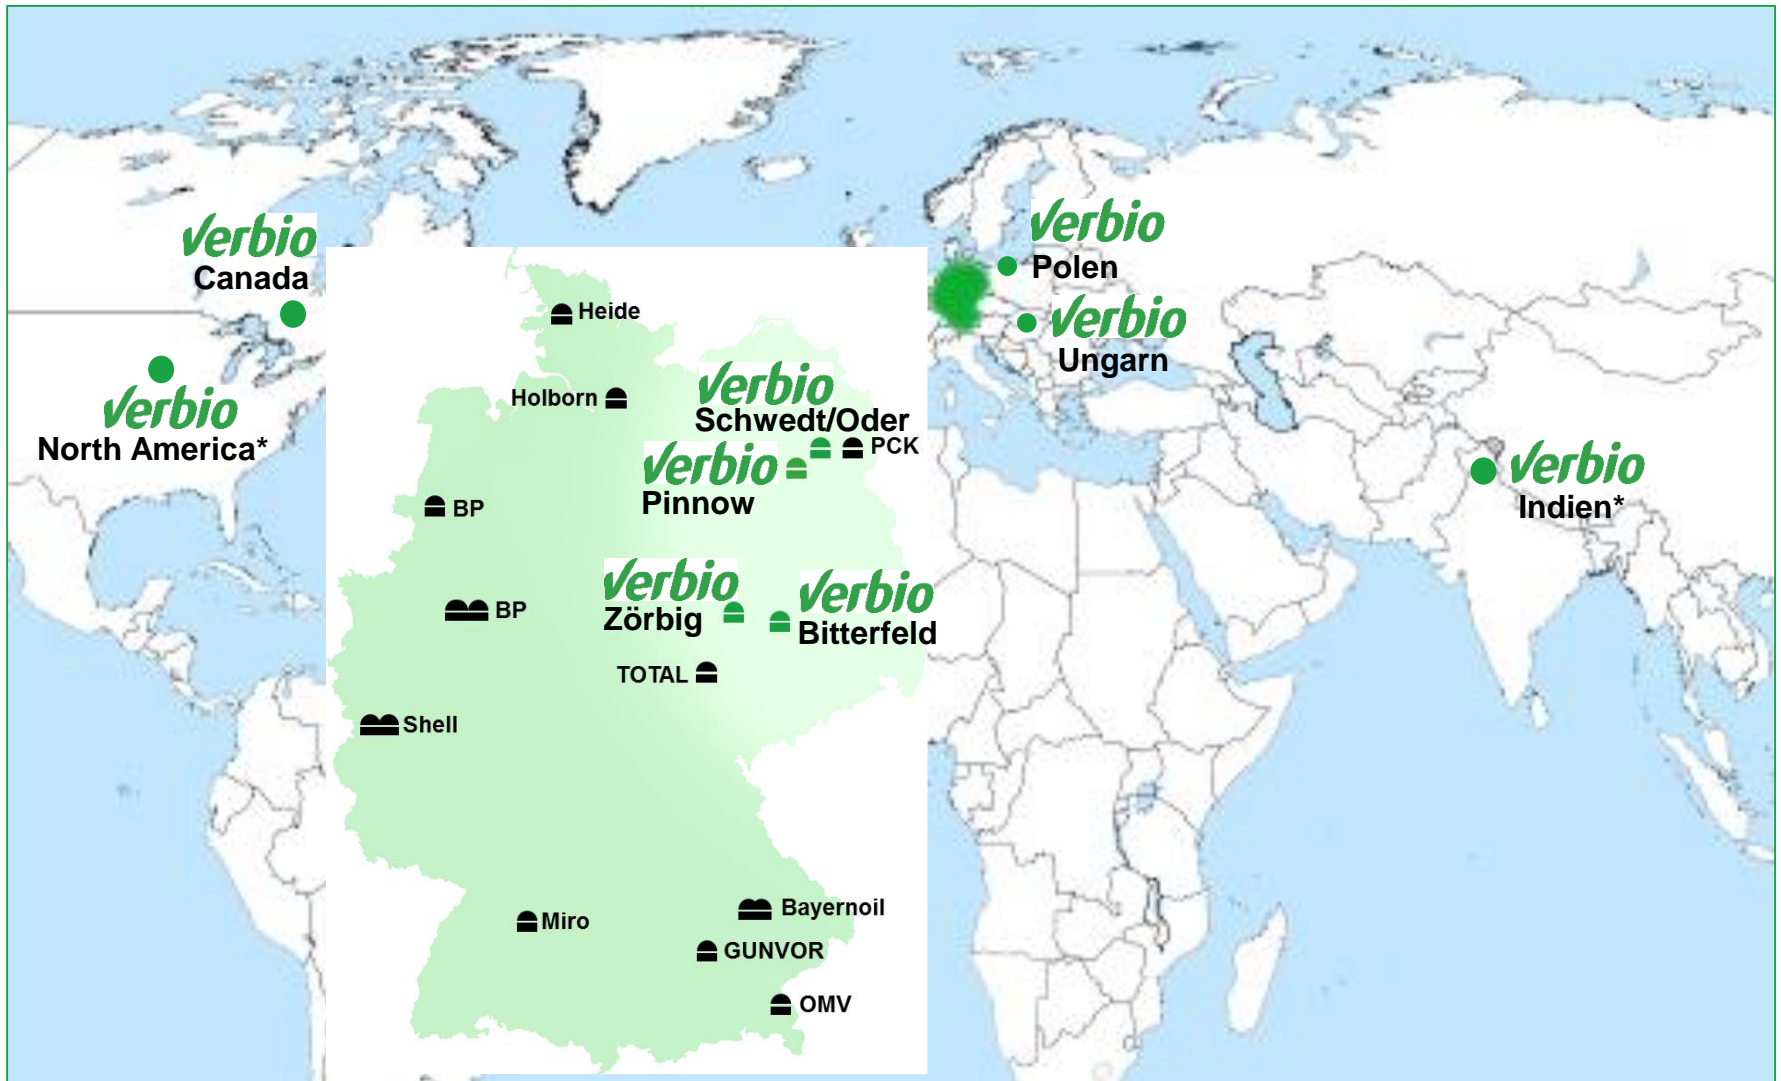 Verbio
Canada
Verbio
North America*
Verbio
Polen
Verbio
Ungarn
Verbio
Indien*
Heide
Holborn
Verbio
Schwedt/Oder
PCK
Verbio
Pinnow
BP
BP
Verbio
Zörbig
Verbio
Bitterfeld
TOTAL
Shell
Miro
Bayernoil
GUNVOR
OMV